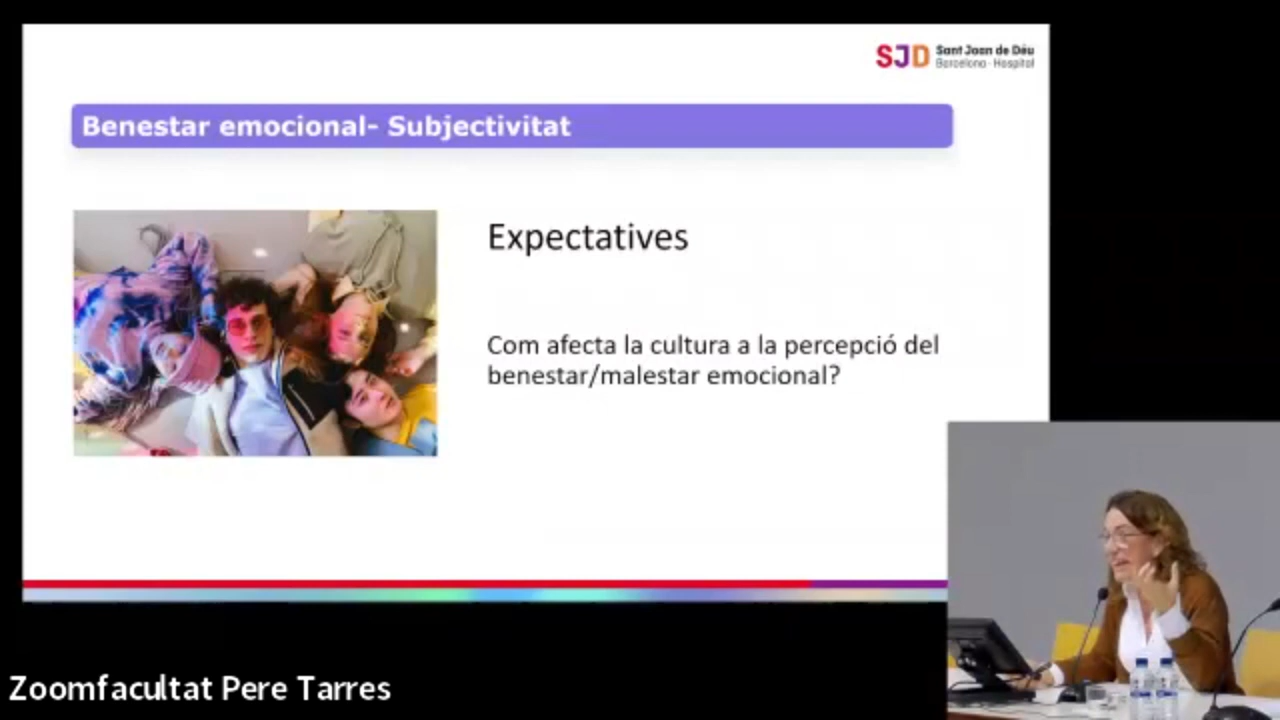 SJD Sant Joan de Déu
Barcelona · Hospital
Benestar emocional- Subjectivitat
Expectatives
Com afecta la cultura a la percepció del
benestar/malestar emocional?
Zoomfacultat Pere Tarres